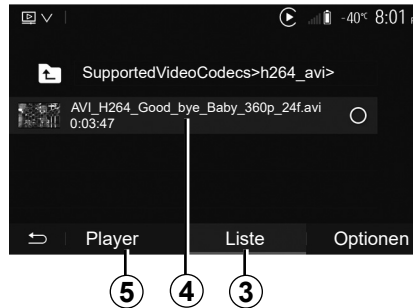 -40℃ 8:01
SupportedVideoCodecs>h264_avi>
AVI_H264_Good_bye_Baby_360p_24f.avi
0:03:47
Player
Liste
Optionen
5
4
3